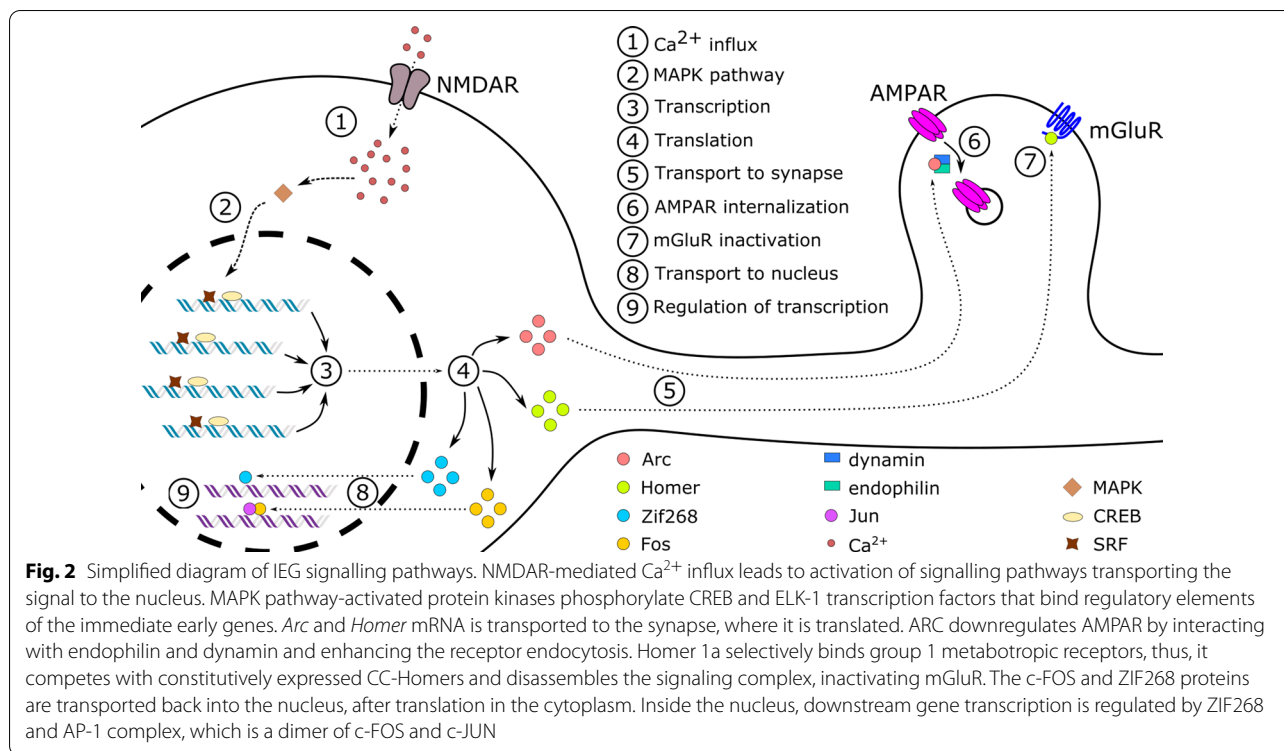 NMDAR
1 Ca2+ influx
2 MAPK pathway
3 Transcription
4 Translation
5 Transport to synapse
6 AMPAR internalization
7 mGluR inactivation
8 Transport to nucleus
9 Regulation of transcription
AMPAR
mGluR
1
2
3
4
5
6
7
8
9
Arc
Homer
Zif268
Fos
dynamin
endophilin
Jun
Ca2+
MAPK
CREB
SRF
Fig. 2 Simplified diagram of IEG signalling pathways. NMDAR-mediated Ca2+ influx leads to activation of signalling pathways transporting the
signal to the nucleus. MAPK pathway-activated protein kinases phosphorylate CREB and ELK-1 transcription factors that bind regulatory elements
of the immediate early genes. Arc and Homer mRNA is transported to the synapse, where it is translated. ARC downregulates AMPAR by interacting
with endophilin and dynamin and enhancing the receptor endocytosis. Homer 1a selectively binds group 1 metabotropic receptors, thus, it
competes with constitutively expressed CC-Homers and disassembles the signaling complex, inactivating mGluR. The c-FOS and ZIF268 proteins
are transported back into the nucleus, after translation in the cytoplasm. Inside the nucleus, downstream gene transcription is regulated by ZIF268
and AP-1 complex, which is a dimer of c-FOS and c-JUN